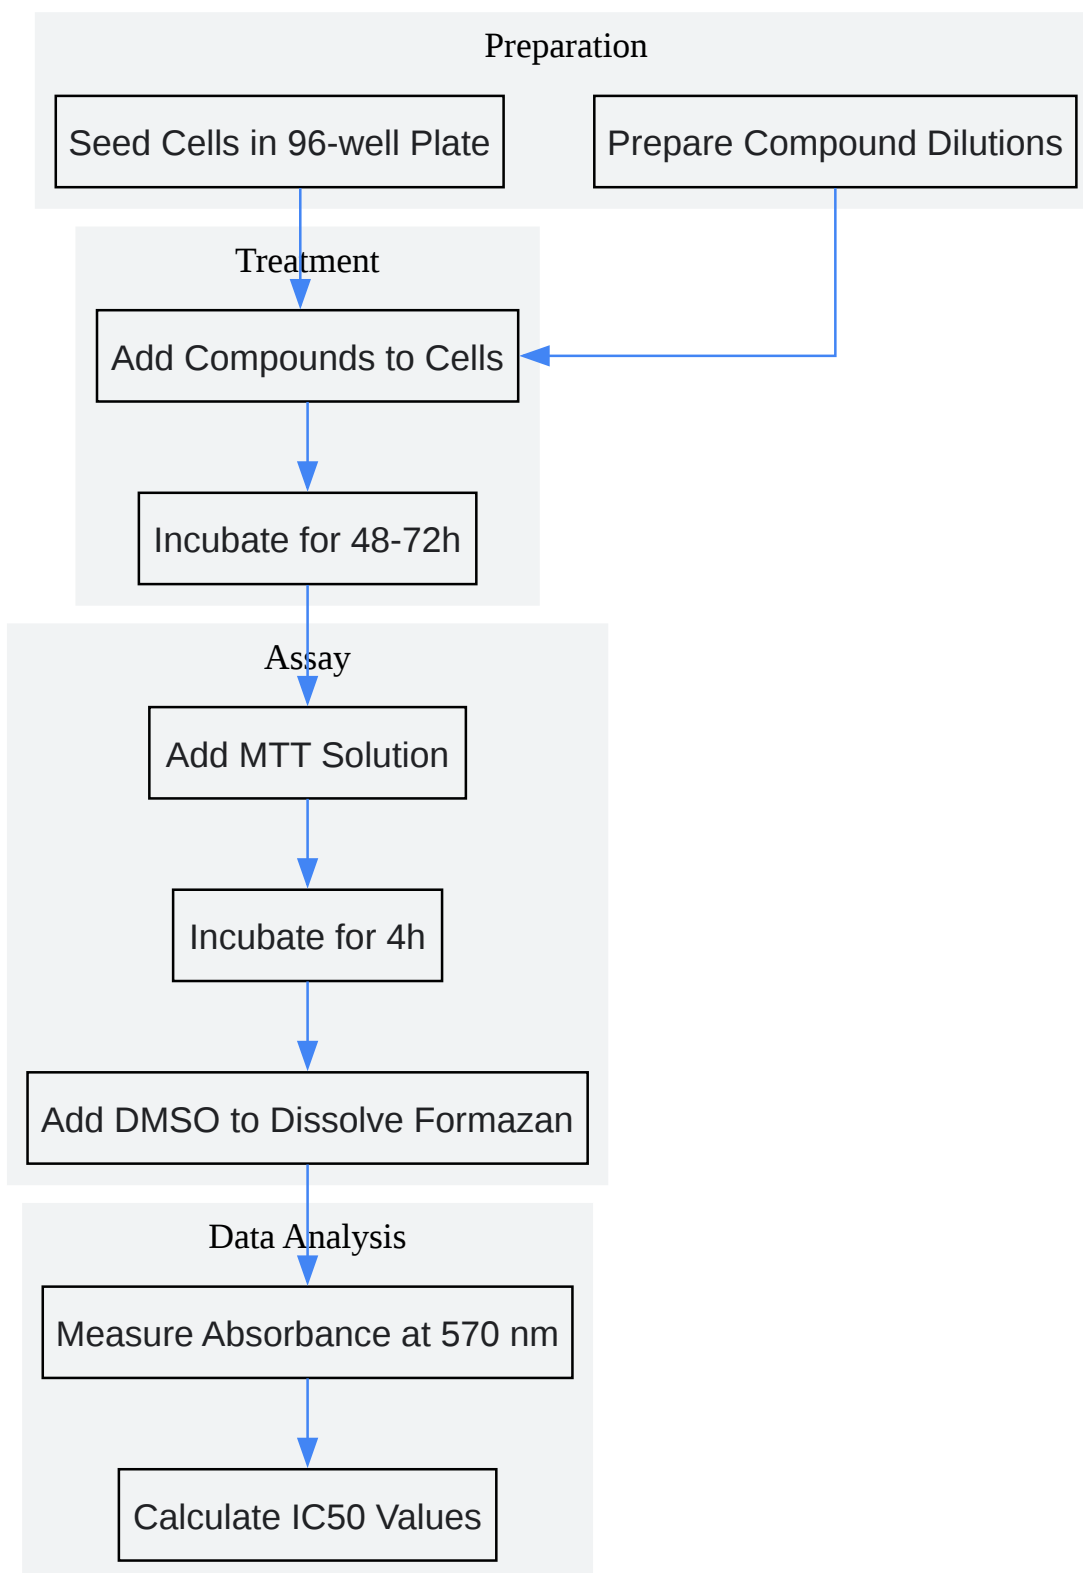 Preparation
Seed Cells in 96-well Plate
Prepare Compound Dilutions
Treatment
Add Compounds to Cells
Incubate for 48-72h
Assay
Add MTT Solution
Incubate for 4h
Add DMSO to Dissolve Formazan
Data Analysis
Measure Absorbance at 570 nm
Calculate IC50 Values